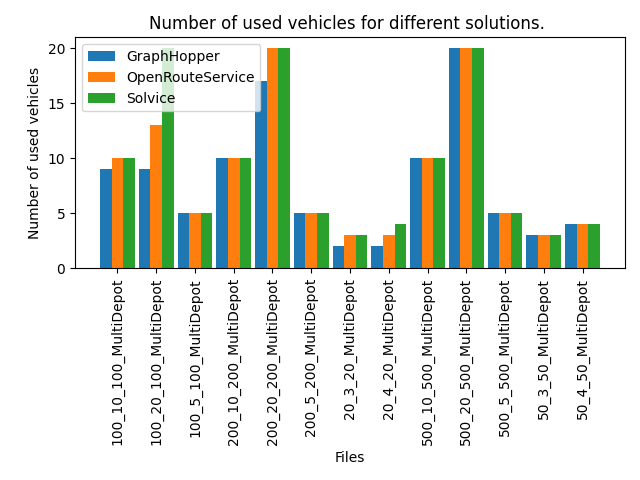 Number of used vehicles for different solutions.
GraphHopper
OpenRouteService
Solvice
Number of used vehicles
20
15
10
5
0
100_10_100_MultiDepot
100_20_100_MultiDepot
100_5_100_MultiDepot
200_10_200_MultiDepot
200_20_200_MultiDepot
200_5_200_MultiDepot
20_3_20_MultiDepot
20_4_20_MultiDepot
500_10_500_MultiDepot
500_20_500_MultiDepot
500_5_500_MultiDepot
50_3_50_MultiDepot
50_4_50_MultiDepot
Files